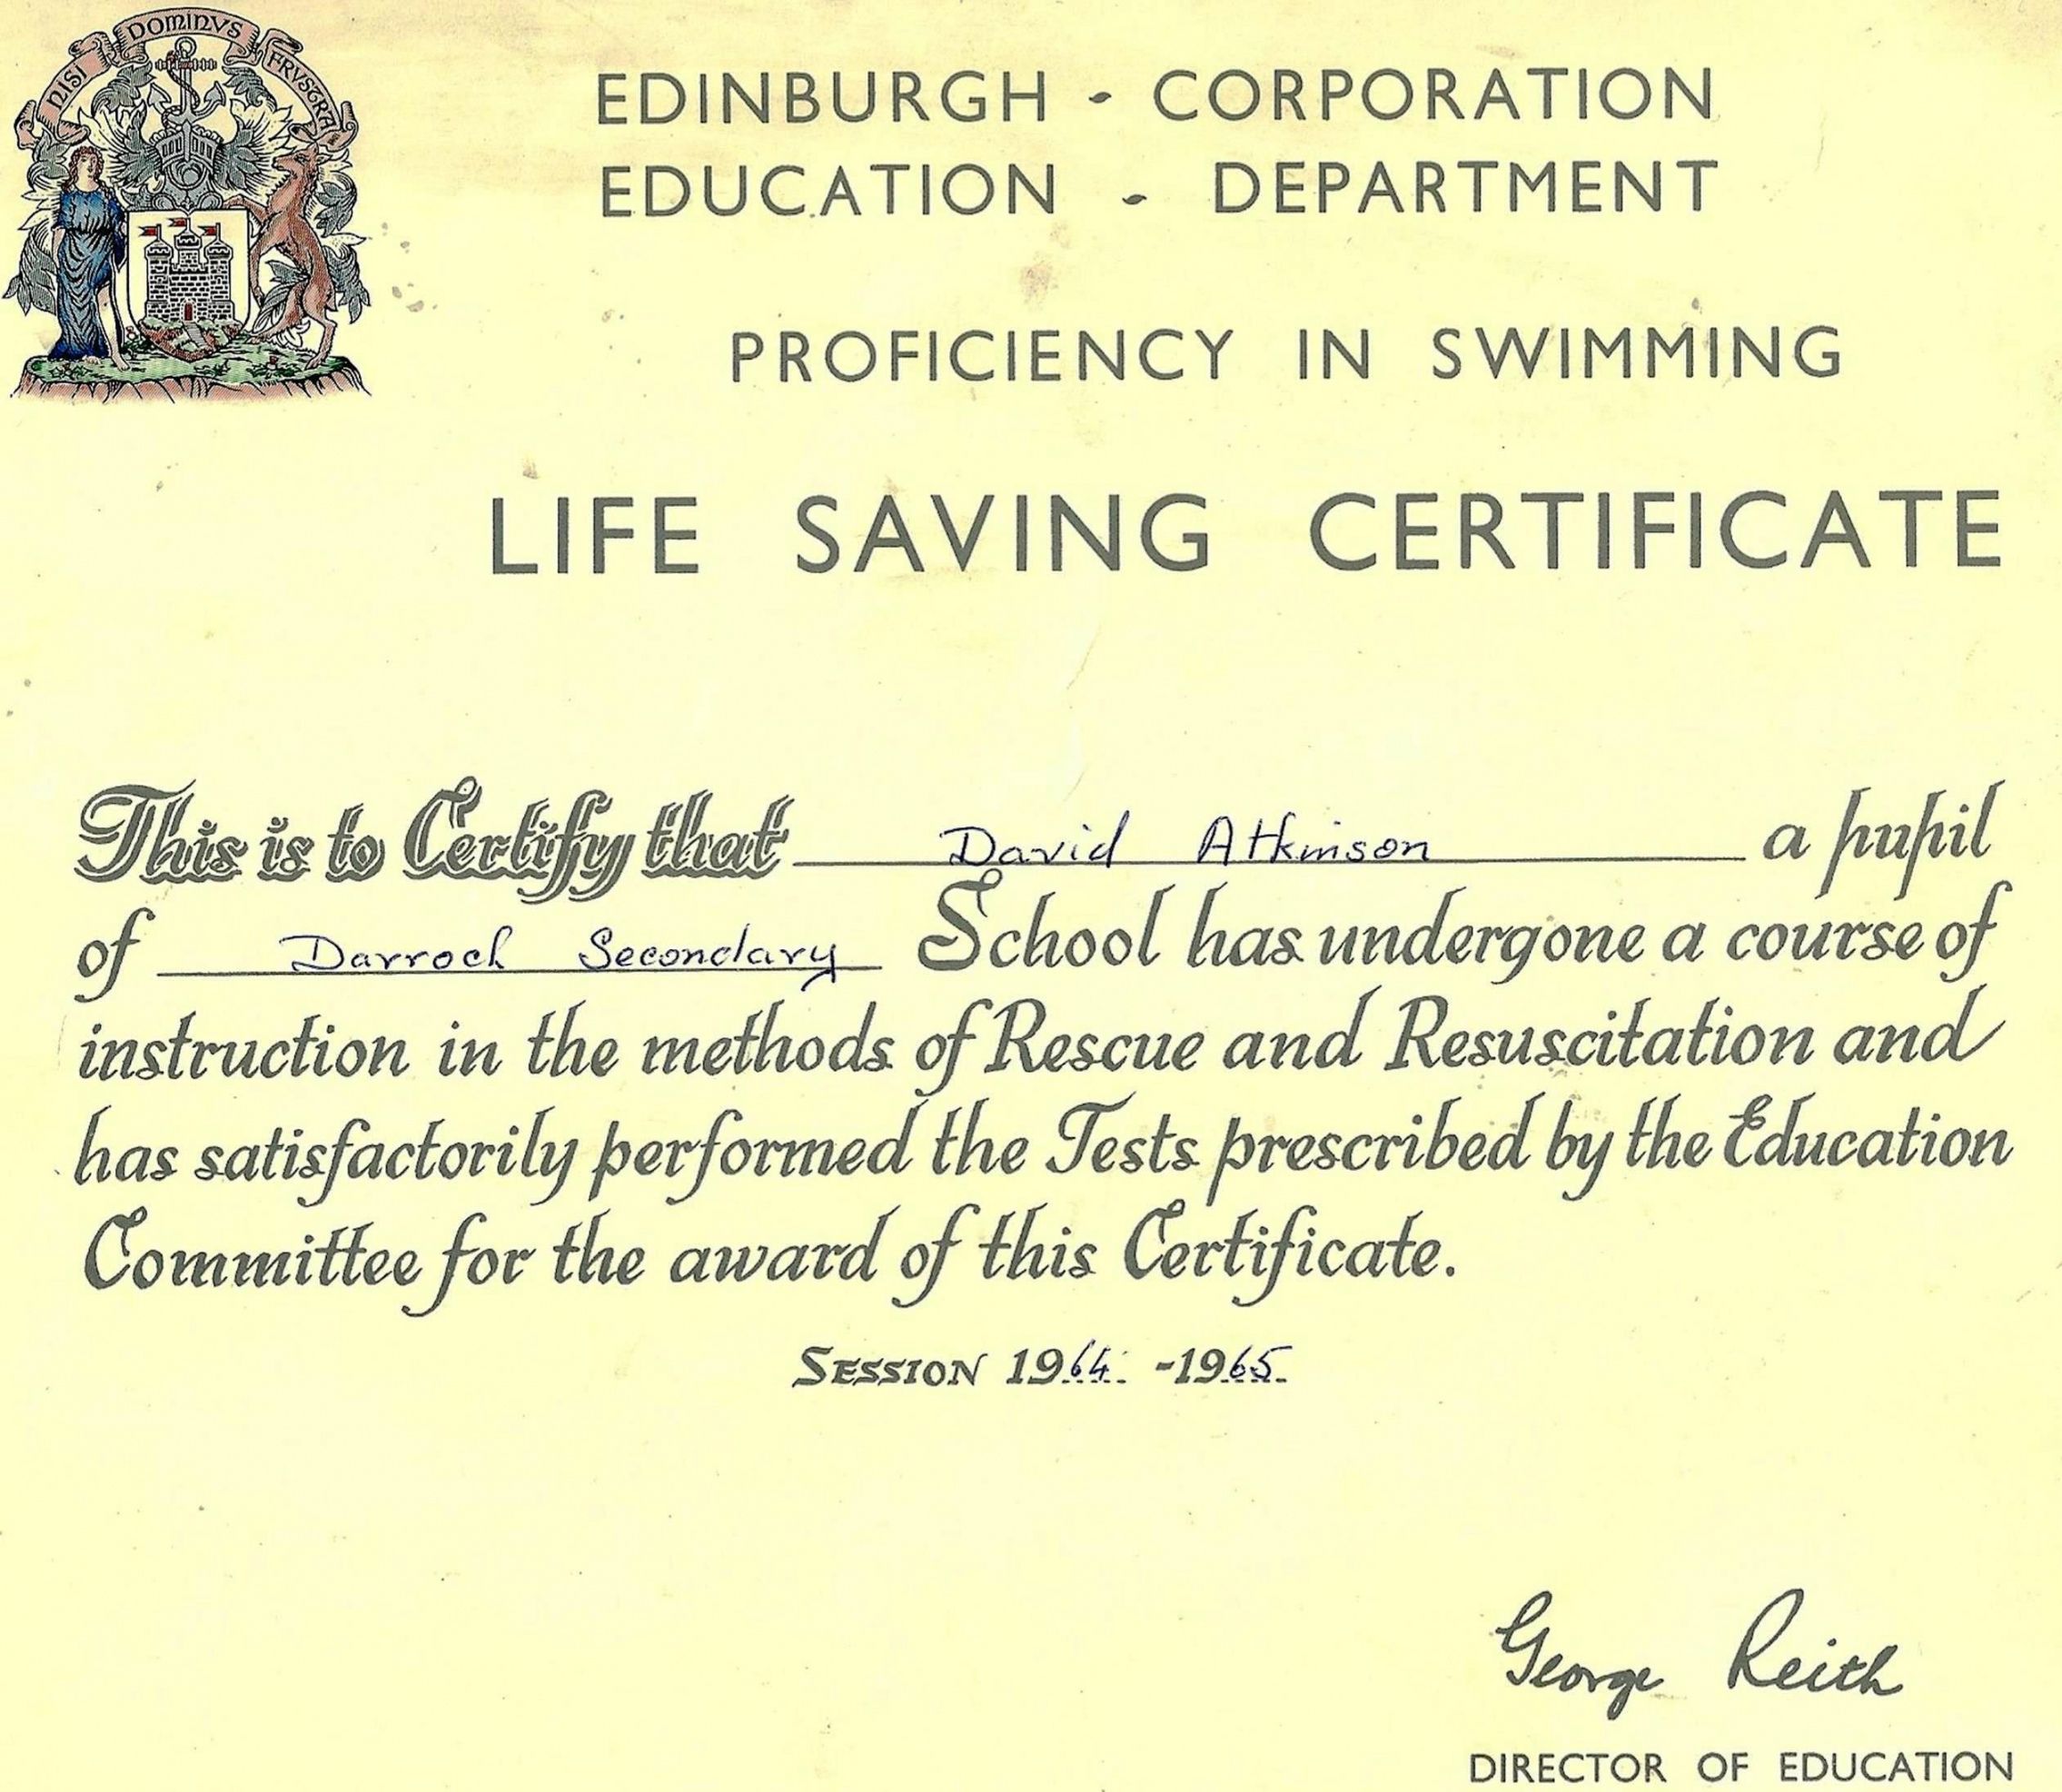 NISI DOMINVS FRVSTRA
EDINBURGH - CORPORATION
EDUCATION - DEPARTMENT
PROFICIENCY IN SWIMMING
LIFE SAVING CERTIFICATE
This is to Certify that David Atkinson a pupil
of Darroch Secondary School has undergone a course of
instruction in the methods of Rescue and Resuscitation and
has satisfactorily performed the Tests prescribed by the Education
Committee for the award of this Certificate.
SESSION 1964 -1965
George Reith
DIRECTOR OF EDUCATION